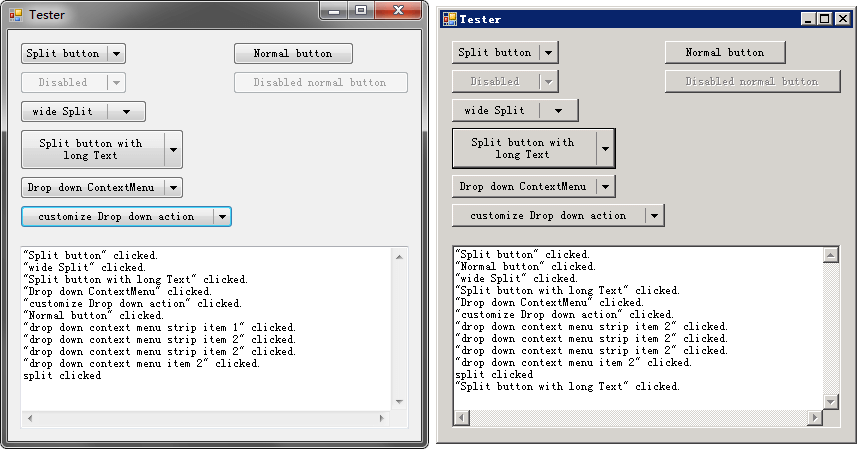 Tester
Split button
Normal button
Disabled
Disabled normal button
wide Split
Split button with
long Text
Drop down ContextMenu
customize Drop down action
"Split button" clicked.
"wide Split" clicked.
"Split button with long Text" clicked.
"Drop down ContextMenu" clicked.
"customize Drop down action" clicked.
"Normal button" clicked.
"drop down context menu strip item 1" clicked.
"drop down context menu strip item 2" clicked.
"drop down context menu strip item 2" clicked.
"drop down context menu item 2" clicked.
split clicked
Tester
Split button
Normal button
Disabled
Disabled normal button
wide Split
Split button with
long Text
Drop down ContextMenu
customize Drop down action
"Split button" clicked.
"Normal button" clicked.
"wide Split" clicked.
"Split button with long Text" clicked.
"Drop down ContextMenu" clicked.
"customize Drop down action" clicked.
"drop down context menu strip item 2" clicked.
"drop down context menu strip item 2" clicked.
"drop down context menu strip item 2" clicked.
"drop down context menu item 2" clicked.
split clicked
"Split button with long Text" clicked.